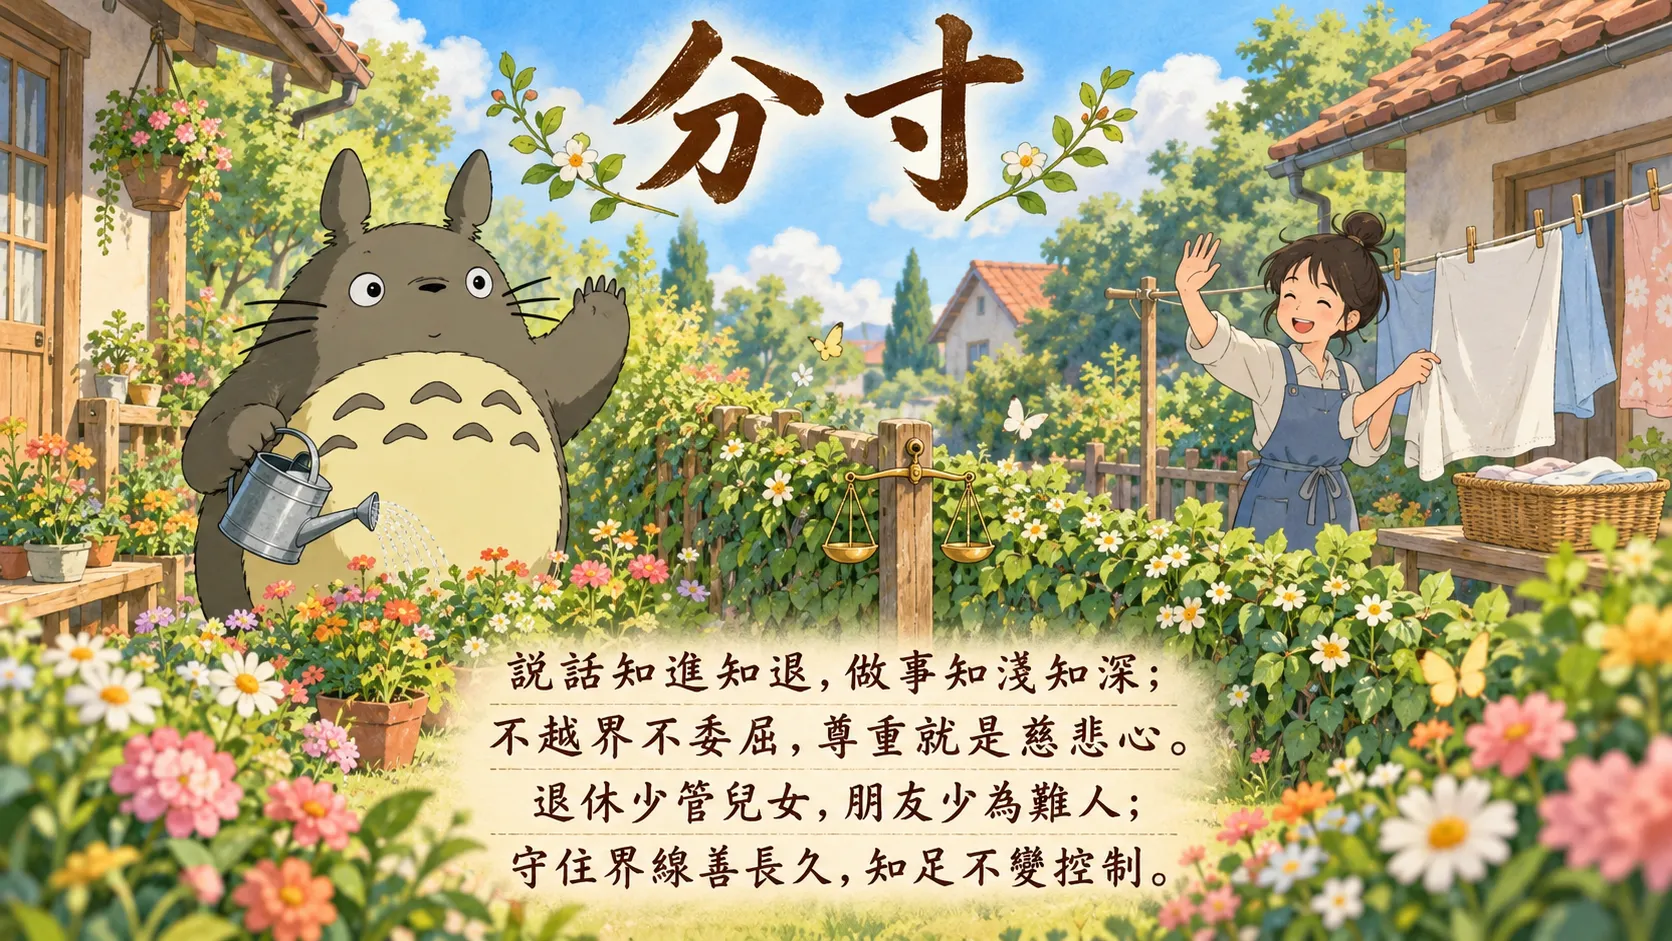 分寸
説話知進知退，做事知淺知深；
不越界不委屈，尊重就是慈悲心。
退休少管兒女，朋友少為難人；
守住界線善長久，知足不變控制。